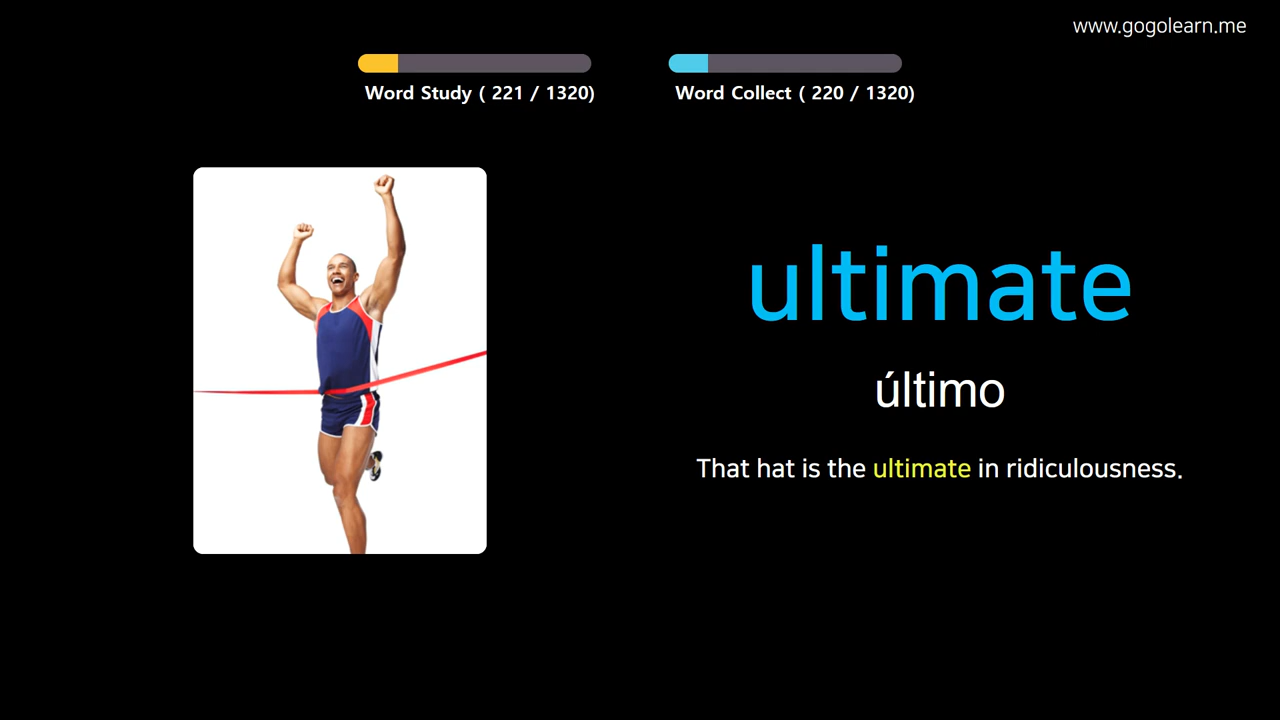 www.gogolearn.me
Word Study ( 221 / 1320)
Word Collect ( 220 / 1320)
ultimate
último
That hat is the ultimate in ridiculousness.